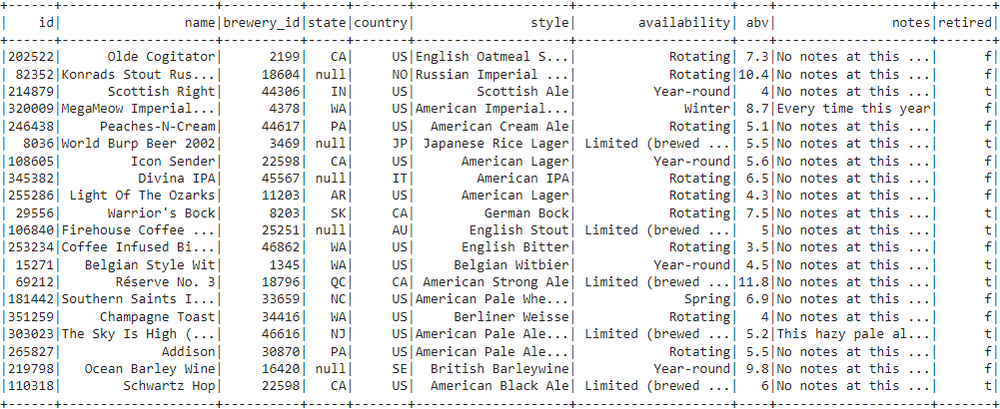 +------+--------------------+----------+-----+-------+--------------------+--------------------+----+--------------------+-------+
|    id|                name|brewery_id|state|country|               style|        availability| abv|               notes|retired|
+------+--------------------+----------+-----+-------+--------------------+--------------------+----+--------------------+-------+
|202522|     Olde Cogitator|      2199|   CA|     US|English Oatmeal S...|            Rotating| 7.3|No notes at this ...|      f|
| 82352|Konrads Stout Rus...|     18604| null|     NO|Russian Imperial ...|            Rotating|10.4|No notes at this ...|      f|
|214879|      Scottish Right|     44306|   IN|     US|        Scottish Ale|          Year-round|   4|No notes at this ...|      t|
|320009|MegaMeow Imperial...|      4378|   WA|     US|American Imperial...|              Winter| 8.7|Every time this year|      f|
|246438|     Peaches-N-Cream|     44617|   PA|     US|  American Cream Ale|            Rotating| 5.1|No notes at this ...|      f|
|  8036|World Burp Beer 2002|      3469| null|     JP| Japanese Rice Lager|Limited (brewed ...| 5.5|No notes at this ...|      t|
|108605|         Icon Sender|     22598|   CA|     US|      American Lager|          Year-round| 5.6|No notes at this ...|      f|
|345382|          Divina IPA|     45567| null|     IT|        American IPA|            Rotating| 6.5|No notes at this ...|      f|
|255286| Light Of The Ozarks|     11203|   AR|     US|      American Lager|            Rotating| 4.3|No notes at this ...|      f|
| 29556|      Warrior's Bock|      8203|   SK|     CA|         German Bock|            Rotating| 7.5|No notes at this ...|      t|
|106840|Firehouse Coffee ...|     25251| null|     AU|       English Stout|Limited (brewed ...|   5|No notes at this ...|      t|
|253234|Coffee Infused Bi...|     46862|   WA|     US|      English Bitter|            Rotating| 3.5|No notes at this ...|      f|
| 15271|   Belgian Style Wit|      1345|   WA|     US|     Belgian Witbier|          Year-round| 4.5|No notes at this ...|      t|
| 69212|       Réserve No. 3|     18796|   QC|     CA| American Strong Ale|Limited (brewed ...|11.8|No notes at this ...|      t|
|181442|Southern Saints I...|     33659|   NC|     US|American Pale Whe...|              Spring| 6.9|No notes at this ...|      f|
|351259|     Champagne Toast|     34416|   WA|     US|     Berliner Weisse|            Rotating|   4|No notes at this ...|      f|
|303023|The Sky Is High (...|     46616|   NJ|     US|American Pale Ale...|Limited (brewed ...| 5.2|This hazy pale al...|      t|
|265827|             Addison|     30870|   PA|     US|American Pale Ale...|            Rotating| 5.5|No notes at this ...|      f|
|219798|   Ocean Barley Wine|     16420| null|     SE|  British Barleywine|          Year-round| 9.8|No notes at this ...|      f|
|110318|        Schwartz Hop|     22598|   CA|     US|  American Black Ale|Limited (brewed ...|   6|No notes at this ...|      t|
+------+--------------------+----------+-----+-------+--------------------+--------------------+----+--------------------+-------+